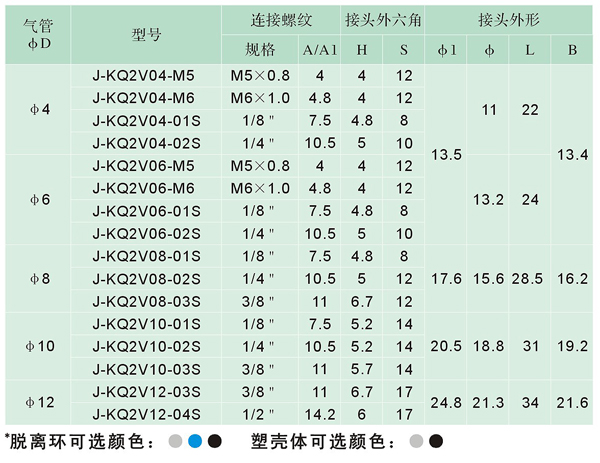 气管 φD 型号 连接螺纹 接头外六角 接头外形
规格 A/A1 H S φ1 φ L B
φ4 J-KQ2V04-M5 M5×0.8 4 4 12 13.5 11 22 13.4
J-KQ2V04-M6 M6×1.0 4.8 4 12
J-KQ2V04-01S 1/8" 7.5 4.8 8
J-KQ2V04-02S 1/4" 10.5 5 10
φ6 J-KQ2V06-M5 M5×0.8 4 4 12 13.2 24
J-KQ2V06-M6 M6×1.0 4.8 4 12
J-KQ2V06-01S 1/8" 7.5 4.8 8
J-KQ2V06-02S 1/4" 10.5 5 10
φ8 J-KQ2V08-01S 1/8" 7.5 4.8 8 17.6 15.6 28.5 16.2
J-KQ2V08-02S 1/4" 10.5 5 12
J-KQ2V08-03S 3/8" 11 6.7 12
φ10 J-KQ2V10-01S 1/8" 7.5 5.2 14 20.5 18.8 31 19.2
J-KQ2V10-02S 1/4" 10.5 5.2 14
J-KQ2V10-03S 3/8" 11 5.7 14
φ12 J-KQ2V12-03S 3/8" 11 6.7 17 24.8 21.3 34 21.6
J-KQ2V12-04S 1/2" 14.2 6 17
*脱离环可选颜色： 塑壳体可选颜色：